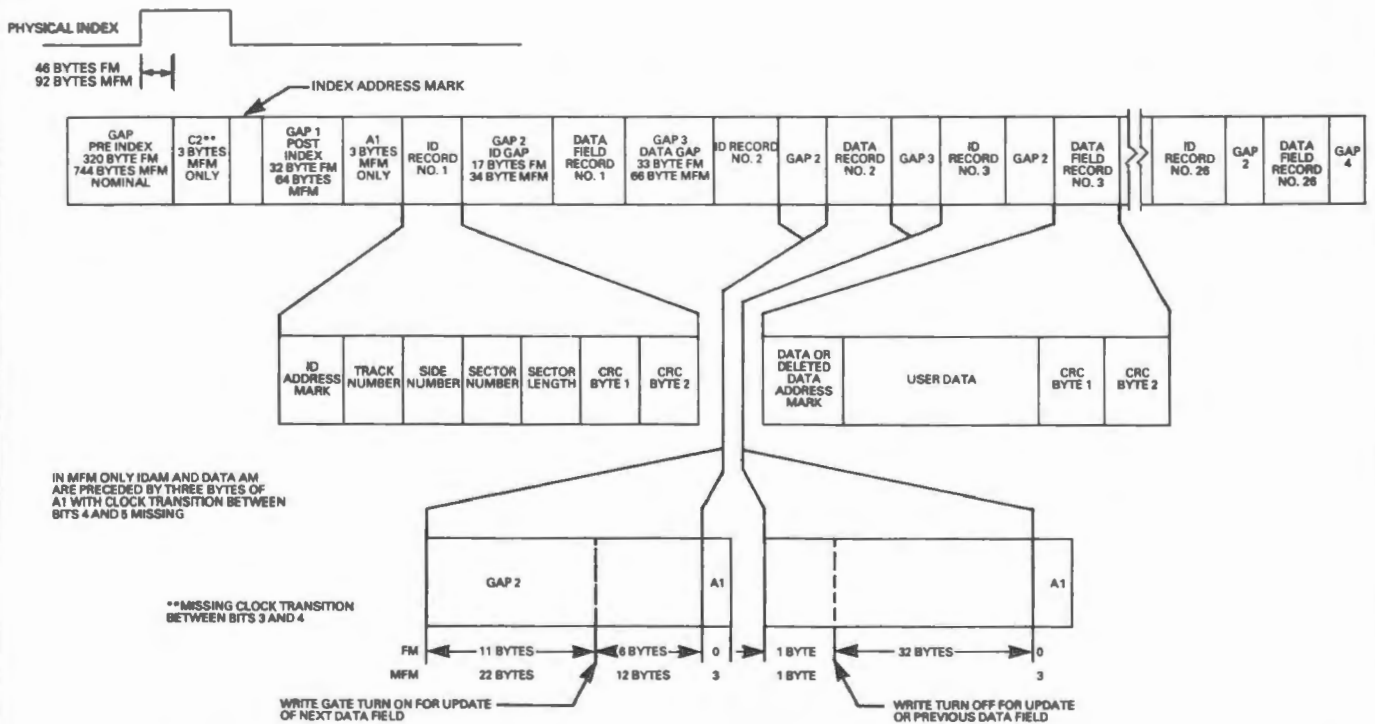 PHYSICAL INDEX
46 BYTES FM
92 BYTES MFM
INDEX ADDRESS MARK
GAP
PRE INDEX
320 BYTE FM
744 BYTES MFM
NOMINAL
C2**
3 BYTES
MFM
ONLY
GAP 1
POST
INDEX
32 BYTE FM
64 BYTES
MFM
A1
3 BYTES
MFM
ONLY
ID
RECORD
NO. 1
GAP 2
ID GAP
17 BYTES FM
34 BYTE MFM
DATA
FIELD
RECORD
NO. 1
GAP 3
DATA GAP
33 BYTE FM
66 BYTE MFM
ID RECORD
NO. 2
GAP 2
DATA
RECORD
NO. 2
GAP 3
ID
RECORD
NO. 3
GAP 2
DATA
FIELD
RECORD
NO. 3
ID
RECORD
NO. 26
GAP
2
DATA
FIELD
RECORD
NO. 26
GAP
4
ID
ADDRESS
MARK
TRACK
NUMBER
SIDE
NUMBER
SECTOR
NUMBER
SECTOR
LENGTH
CRC
BYTE 1
CRC
BYTE 2
DATA OR
DELETED
DATA
ADDRESS
MARK
USER DATA
CRC
BYTE 1
CRC
BYTE 2
IN MFM ONLY IDAM AND DATA AM
ARE PRECEDED BY THREE BYTES OF
A1 WITH CLOCK TRANSITION BETWEEN
BITS 4 AND 5 MISSING
**MISSING CLOCK TRANSITION
BETWEEN BITS 3 AND 4
GAP 2
A1
A1
FM 11 BYTES 6 BYTES 0 1 BYTE 32 BYTES 0
MFM 22 BYTES 12 BYTES 3 1 BYTE 3
WRITE GATE TURN ON FOR UPDATE
OF NEXT DATA FIELD
WRITE TURN OFF FOR UPDATE
OR PREVIOUS DATA FIELD